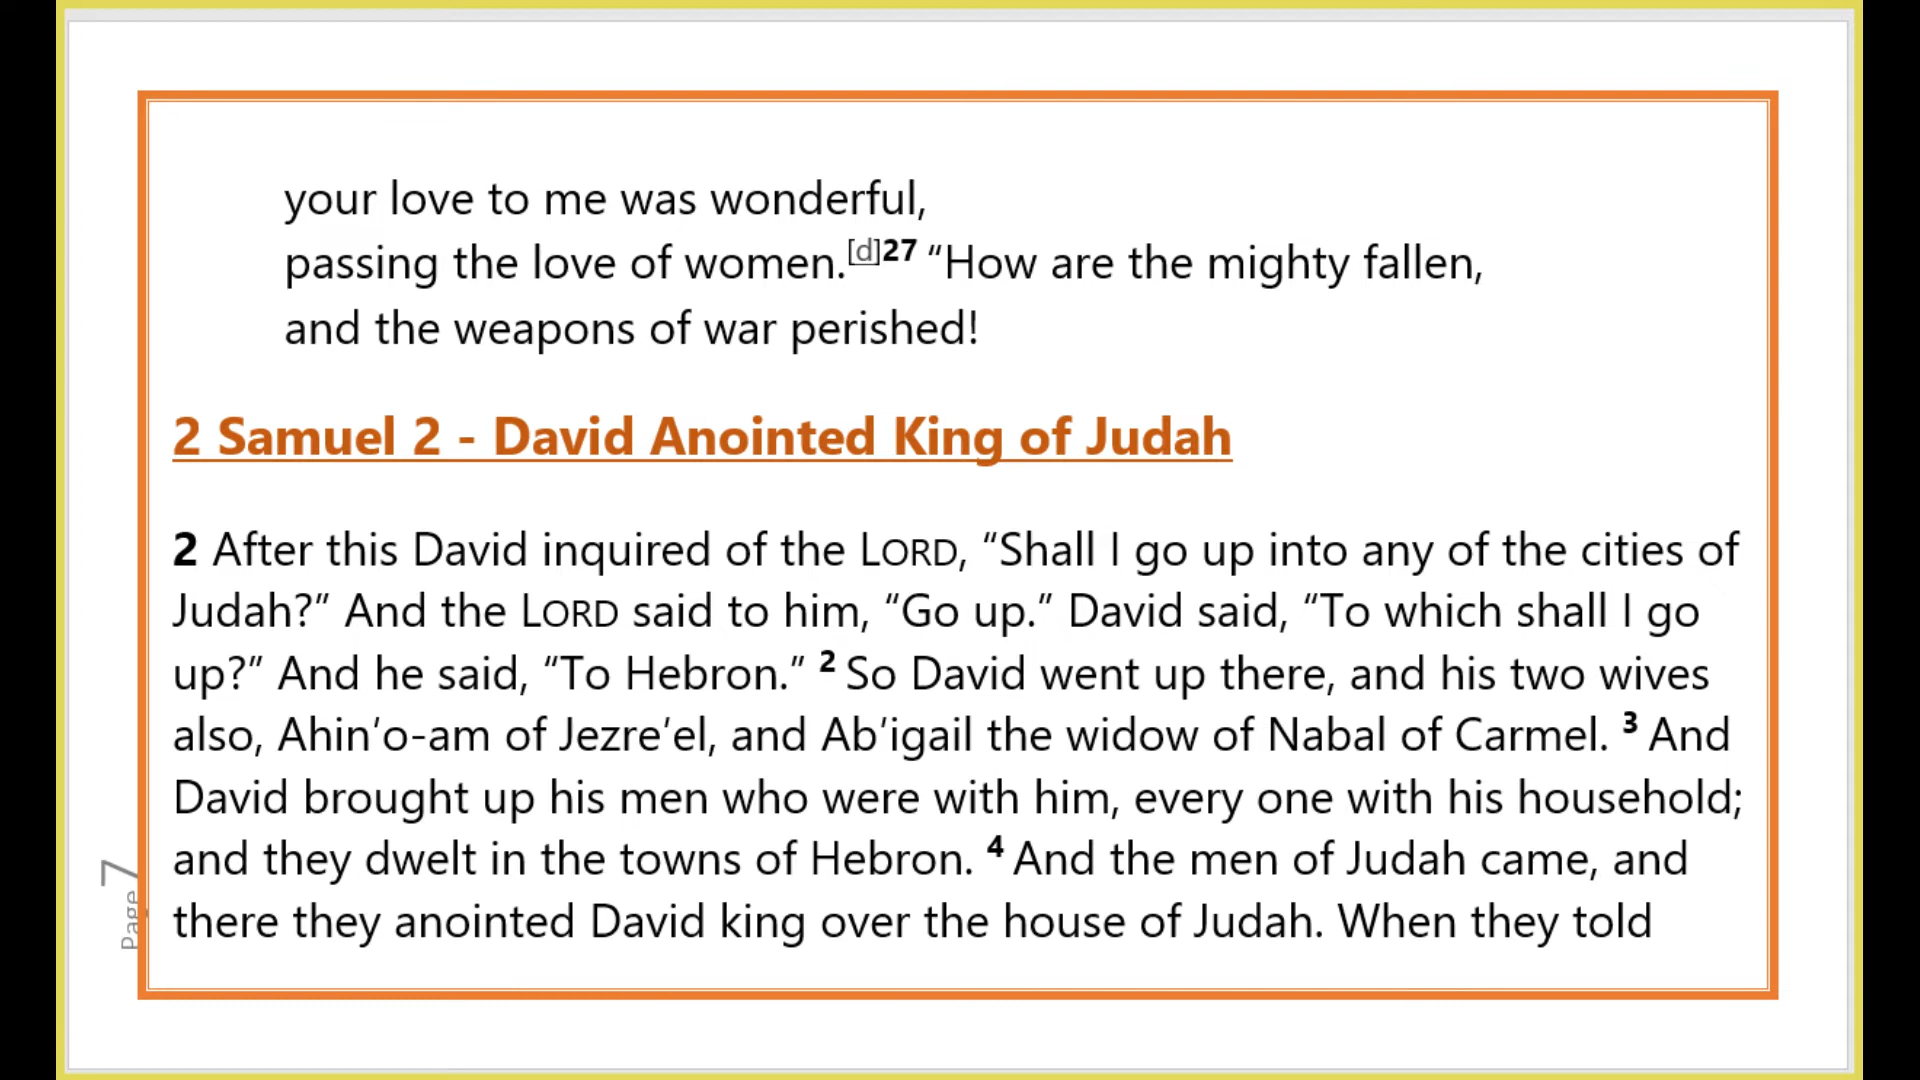 your love to me was wonderful,
passing the love of women.[d]27 “How are the mighty fallen,
and the weapons of war perished!
2 Samuel 2 - David Anointed King of Judah
2 After this David inquired of the LORD, “Shall I go up into any of the cities of
Judah?” And the LORD said to him, “Go up.” David said, “To which shall I go
up?” And he said, “To Hebron.” 2 So David went up there, and his two wives
also, Ahin′o-am of Jezre′el, and Ab′igail the widow of Nabal of Carmel. 3 And
David brought up his men who were with him, every one with his household;
and they dwelt in the towns of Hebron. 4 And the men of Judah came, and
there they anointed David king over the house of Judah. When they told
Page 7